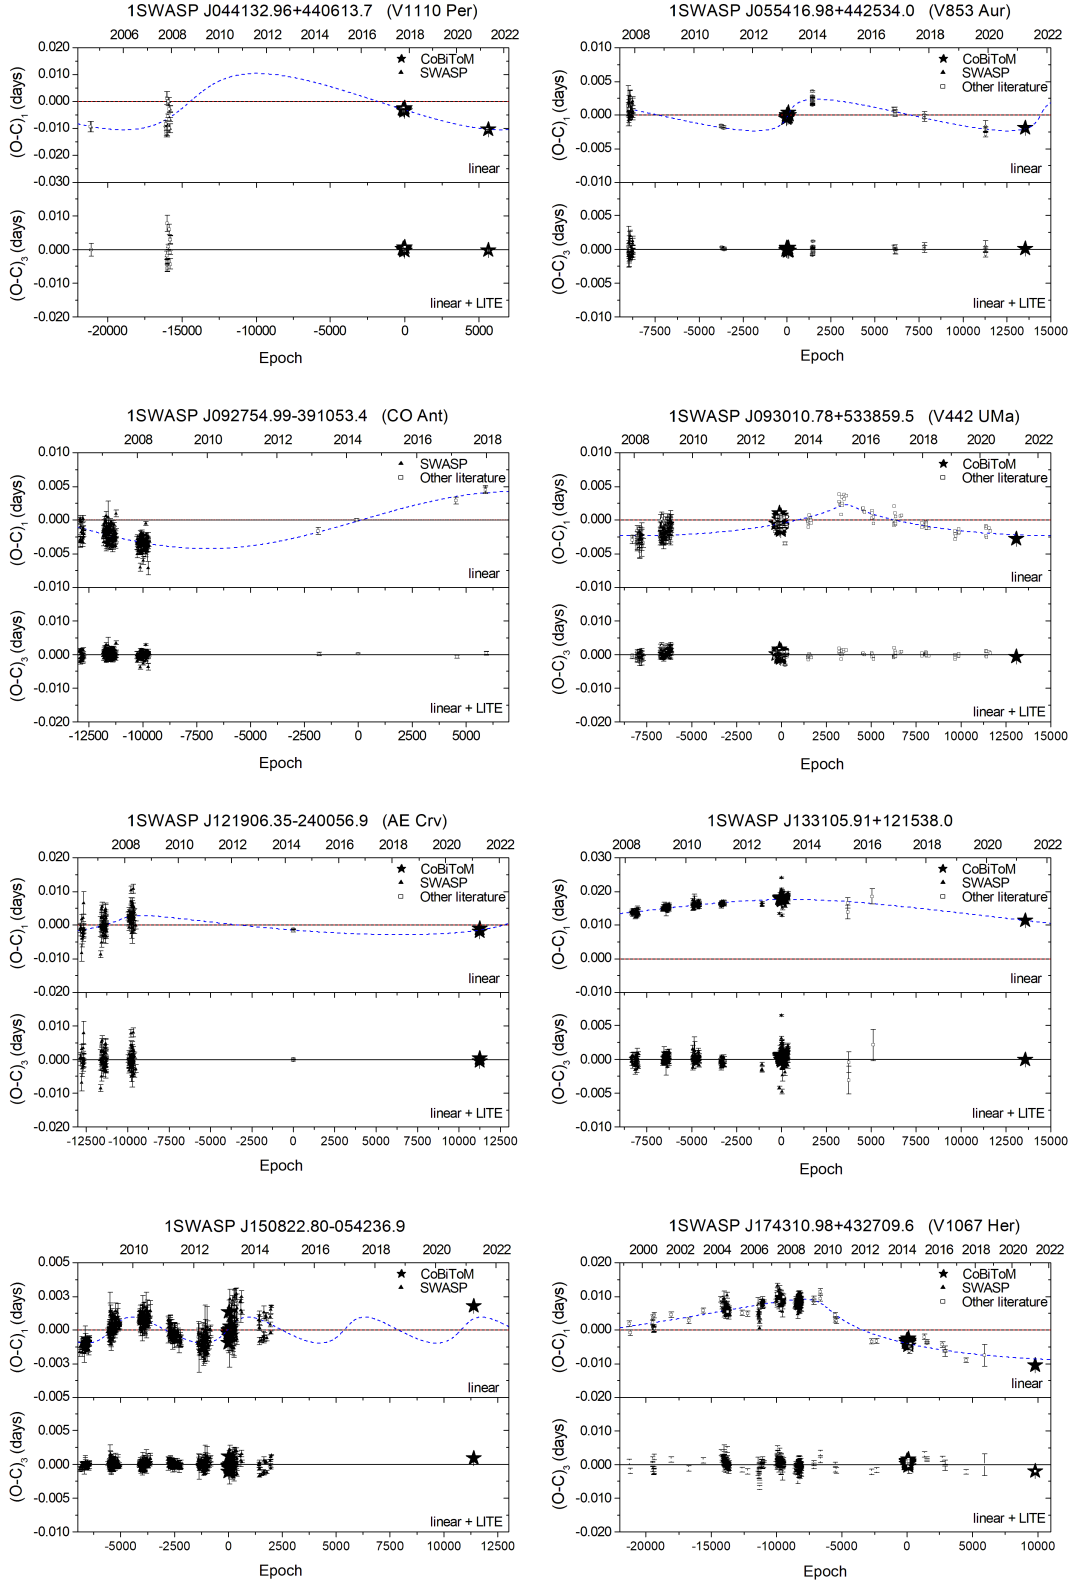 1SWASP J044132.96+440613.7 (V1110 Per)
2006 2008 2010 2012 2014 2016 2018 2020 2022
0.020
0.010
0.000
-0.010
-0.020
-0.030
(O-C)1 (days)
CoBiToM
SWASP
Other literature
linear
0.010
0.000
-0.010
-0.020
(O-C)3 (days)
linear + LITE
-20000 -15000 -10000 -5000 0 5000
Epoch
1SWASP J055416.98+442534.0 (V853 Aur)
2008 2010 2012 2014 2016 2018 2020 2022
0.010
0.005
0.000
-0.005
-0.010
(O-C)1 (days)
CoBiToM
SWASP
Other literature
linear
0.005
0.000
-0.005
-0.010
(O-C)3 (days)
linear + LITE
-7500 -5000 -2500 0 2500 5000 7500 10000 12500 15000
Epoch
1SWASP J092754.99-391053.4 (CO Ant)
2008 2010 2012 2014 2016 2018
0.010
0.005
0.000
-0.005
-0.010
(O-C)1 (days)
SWASP
Other literature
linear
0.010
0.000
-0.010
-0.020
(O-C)3 (days)
linear + LITE
-12500 -10000 -7500 -5000 -2500 0 2500 5000
Epoch
1SWASP J093010.78+533859.5 (V442 UMa)
2008 2010 2012 2014 2016 2018 2020 2022
0.010
0.005
0.000
-0.005
-0.010
(O-C)1 (days)
CoBiToM
SWASP
Other literature
linear
0.010
0.000
-0.010
-0.020
(O-C)3 (days)
linear + LITE
-7500 -5000 -2500 0 2500 5000 7500 10000 12500 15000
Epoch
1SWASP J121906.35-240056.9 (AE Crv)
2008 2010 2012 2014 2016 2018 2020 2022
0.020
0.010
0.000
-0.010
-0.020
(O-C)1 (days)
CoBiToM
SWASP
Other literature
linear
0.010
0.000
-0.010
-0.020
(O-C)3 (days)
linear + LITE
-12500 -10000 -7500 -5000 -2500 0 2500 5000 7500 10000 12500
Epoch
1SWASP J133105.91+121538.0
2008 2010 2012 2014 2016 2018 2020 2022
0.030
0.020
0.010
0.000
-0.010
(O-C)1 (days)
CoBiToM
SWASP
Other literature
linear
0.005
0.000
-0.005
-0.010
(O-C)3 (days)
linear + LITE
-7500 -5000 -2500 0 2500 5000 7500 10000 12500 15000
Epoch
1SWASP J150822.80-054236.9
2010 2012 2014 2016 2018 2020 2022
0.005
0.003
0.000
-0.003
-0.005
(O-C)1 (days)
CoBiToM
SWASP
linear
0.005
0.000
-0.005
-0.010
(O-C)3 (days)
linear + LITE
-5000 -2500 0 2500 5000 7500 10000 12500
Epoch
1SWASP J174310.98+432709.6 (V1067 Her)
2000 2002 2004 2006 2008 2010 2012 2014 2016 2018 2020 2022
0.020
0.010
0.000
-0.010
-0.020
(O-C)1 (days)
CoBiToM
SWASP
Other literature
linear
0.010
0.000
-0.010
-0.020
(O-C)3 (days)
linear + LITE
-20000 -15000 -10000 -5000 0 5000 10000
Epoch